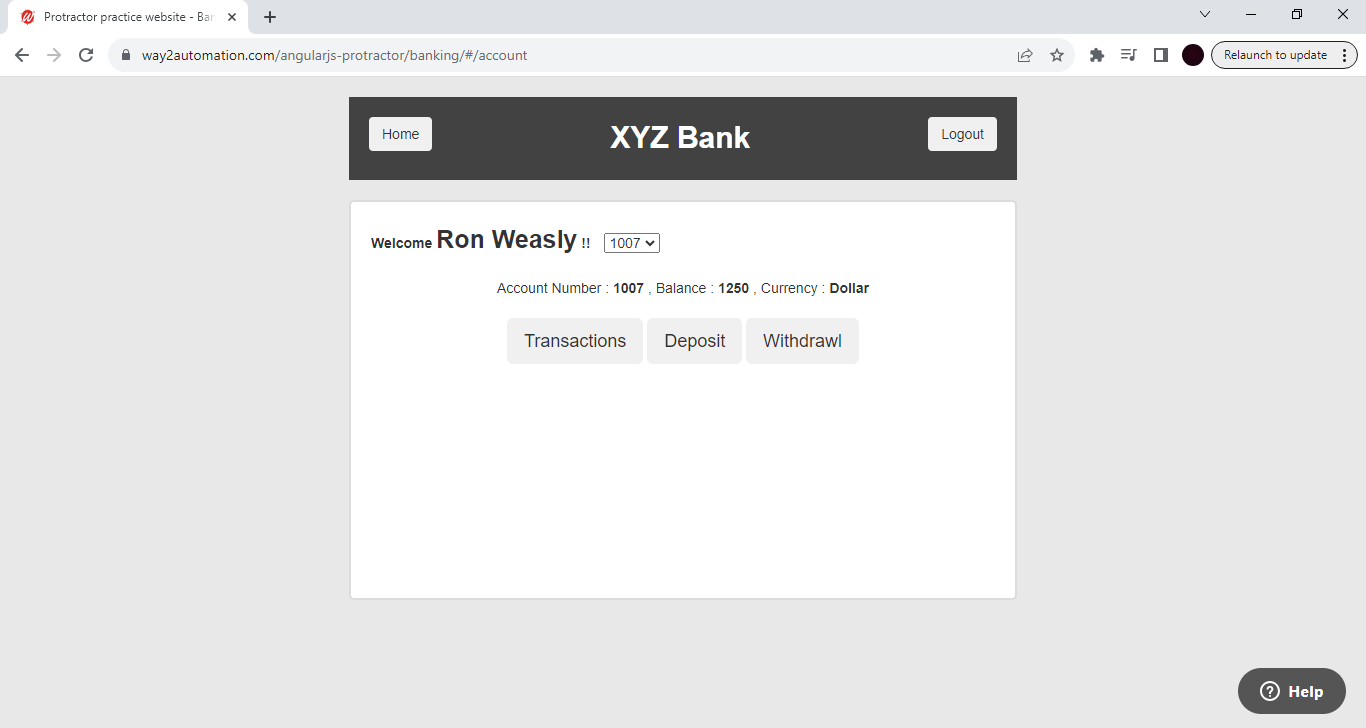 Protractor practice website - Ban
way2automation.com/angularjs-protractor/banking/#/account
Relaunch to update
Home
XYZ Bank
Logout
Welcome Ron Weasly !! 1007
Account Number : 1007 , Balance : 1250 , Currency : Dollar
Transactions Deposit Withdrawl
Help